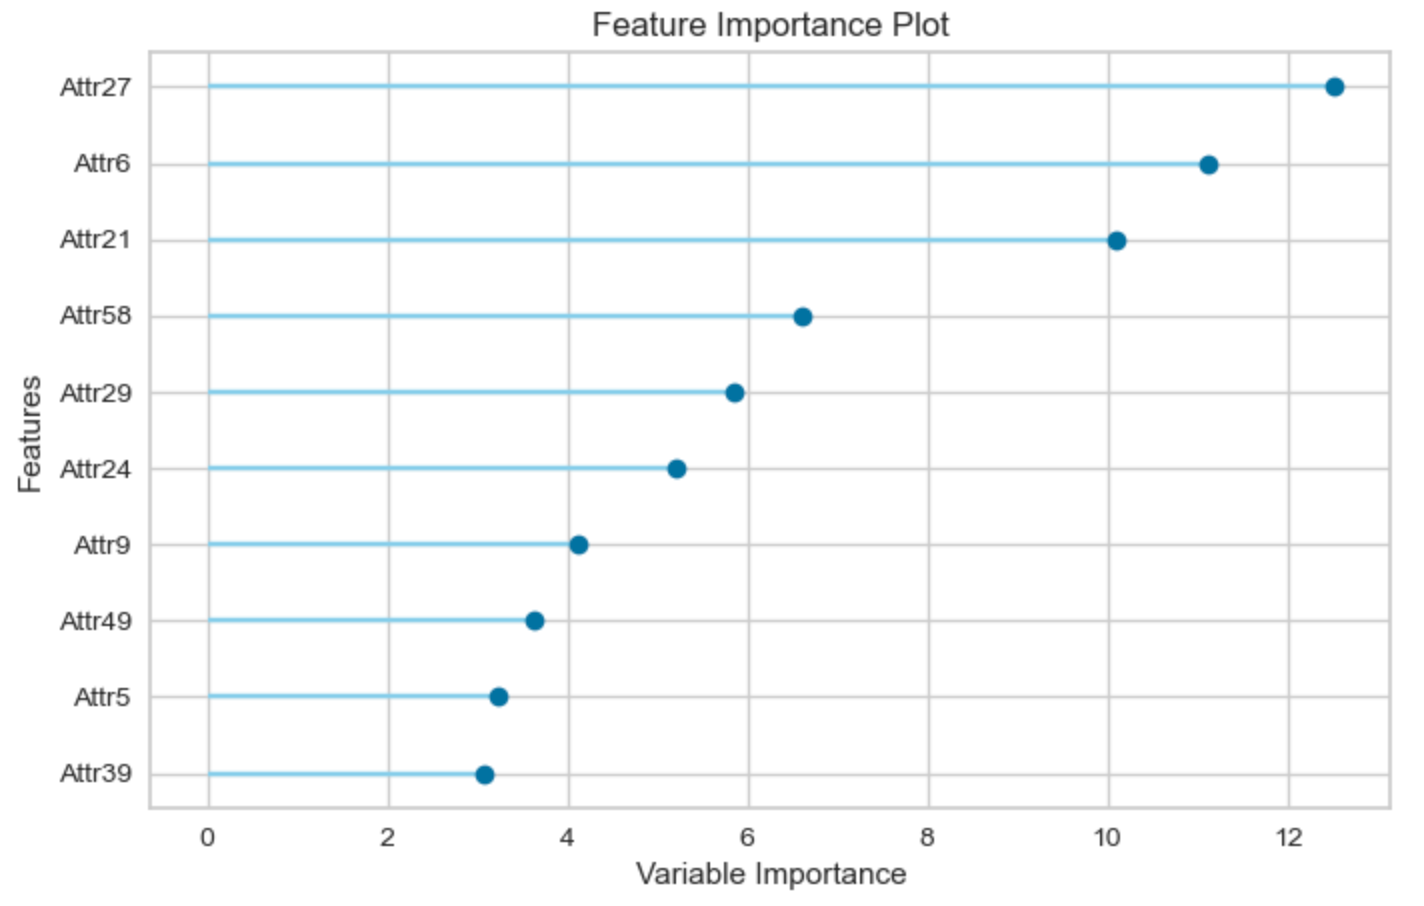 Feature Importance Plot
Attr27
Attr6
Attr21
Attr58
Attr29
Attr24
Attr9
Attr49
Attr5
Attr39
Features
0 2 4 6 8 10 12
Variable Importance